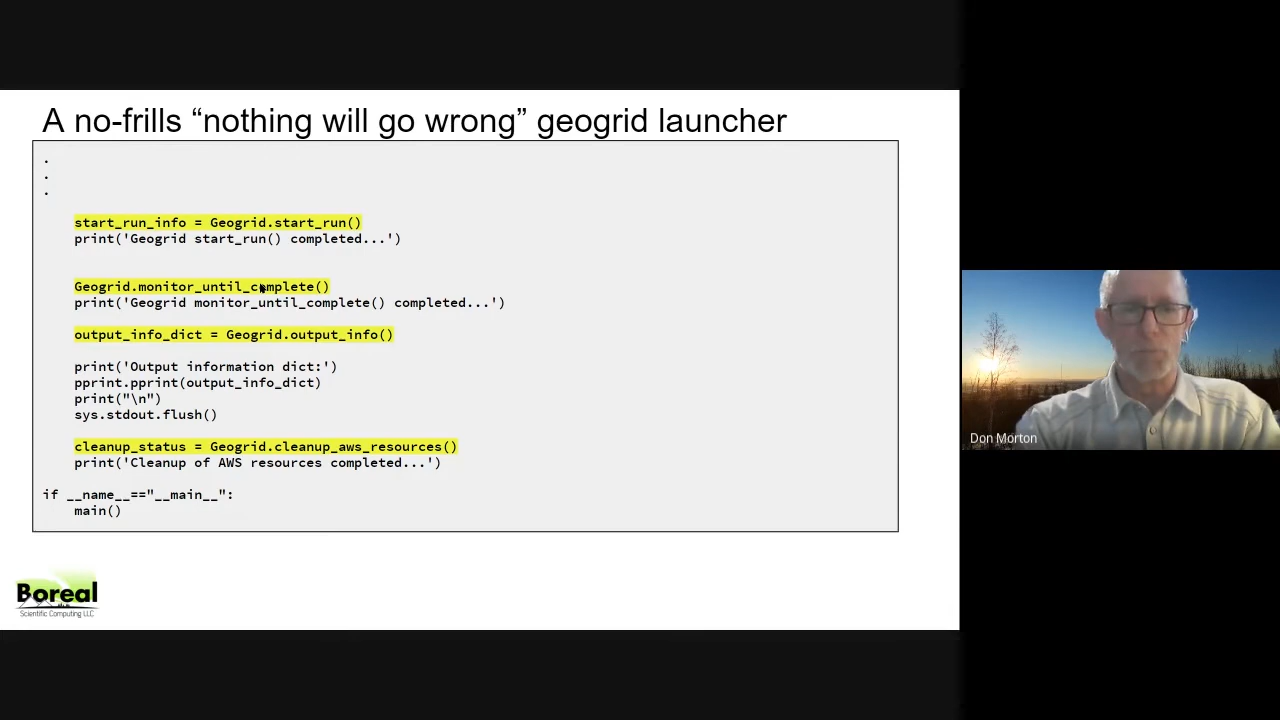 A no-frills “nothing will go wrong” geogrid launcher
.
.
.
start_run_info = Geogrid.start_run()
print('Geogrid start_run() completed...')
Geogrid.monitor_until_complete()
print('Geogrid monitor_until_complete() completed...')
output_info_dict = Geogrid.output_info()
print('Output information dict:')
pprint.pprint(output_info_dict)
print("\n")
sys.stdout.flush()
cleanup_status = Geogrid.cleanup_aws_resources()
print('Cleanup of AWS resources completed...')
if __name__=="__main__":
main()
Boreal
Scientific Computing LLC
Don Morton